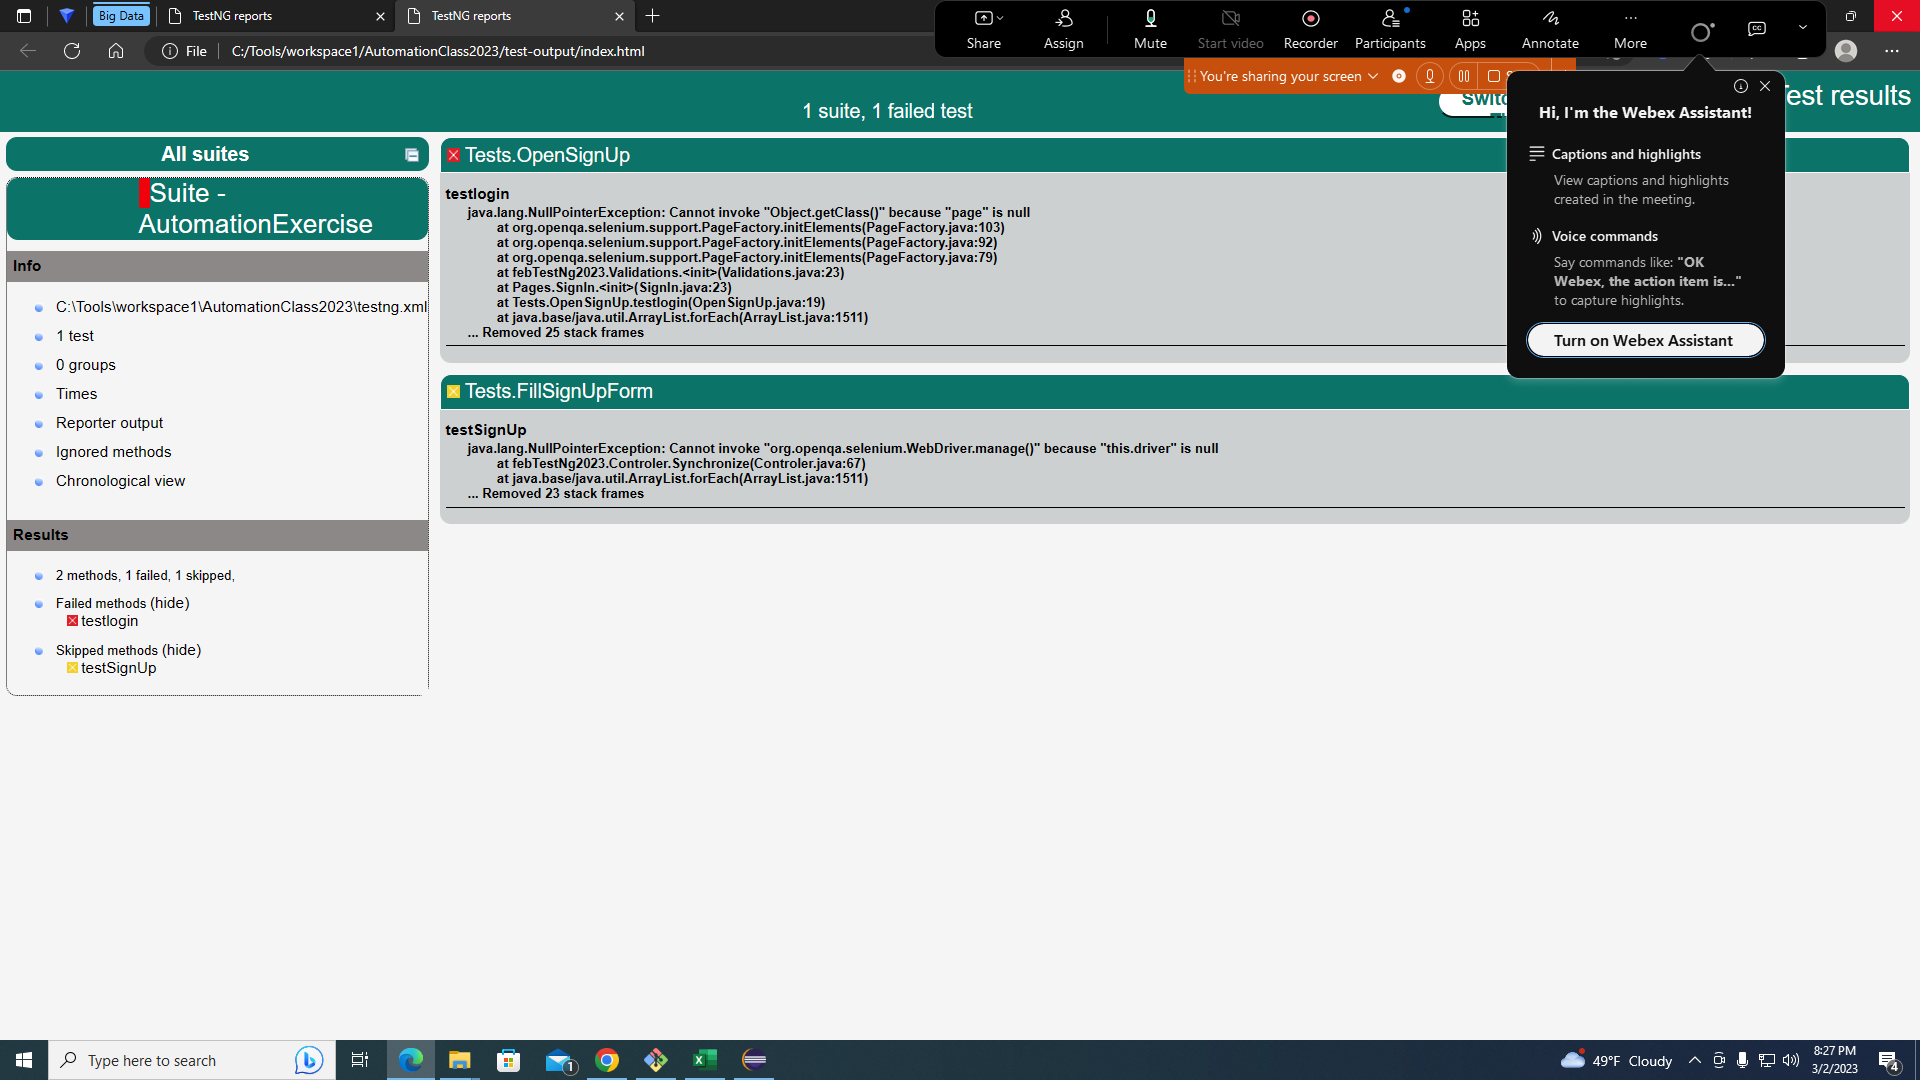 Big Data
TestNG reports
TestNG reports
File
C:/Tools/workspace1/AutomationClass2023/test-output/index.html
Share
Assign
Mute
Start video
Recorder
Participants
Apps
Annotate
More
You're sharing your screen
1 suite, 1 failed test
est results
All suites
Suite -
AutomationExercise
Info
C:\Tools\workspace1\AutomationClass2023\testng.xml
1 test
0 groups
Times
Reporter output
Ignored methods
Chronological view
Results
2 methods, 1 failed, 1 skipped,
Failed methods (hide)
testlogin
Skipped methods (hide)
testSignUp
Tests.OpenSignUp
testlogin
java.lang.NullPointerException: Cannot invoke "Object.getClass()" because "page" is null
at org.openqa.selenium.support.PageFactory.initElements(PageFactory.java:103)
at org.openqa.selenium.support.PageFactory.initElements(PageFactory.java:92)
at org.openqa.selenium.support.PageFactory.initElements(PageFactory.java:79)
at febTestNg2023.Validations.<init>(Validations.java:23)
at Pages.SignIn.<init>(SignIn.java:23)
at Tests.OpenSignUp.testlogin(OpenSignUp.java:19)
at java.base/java.util.ArrayList.forEach(ArrayList.java:1511)
... Removed 25 stack frames
Tests.FillSignUpForm
testSignUp
java.lang.NullPointerException: Cannot invoke "org.openqa.selenium.WebDriver.manage()" because "this.driver" is null
at febTestNg2023.Controler.Synchronize(Controler.java:67)
at java.base/java.util.ArrayList.forEach(ArrayList.java:1511)
... Removed 23 stack frames
Hi, I'm the Webex Assistant!
Captions and highlights
View captions and highlights
created in the meeting.
Voice commands
Say commands like: "OK
Webex, the action item is..."
to capture highlights.
Turn on Webex Assistant
Type here to search
1
49°F Cloudy
8:27 PM
3/2/2023
4